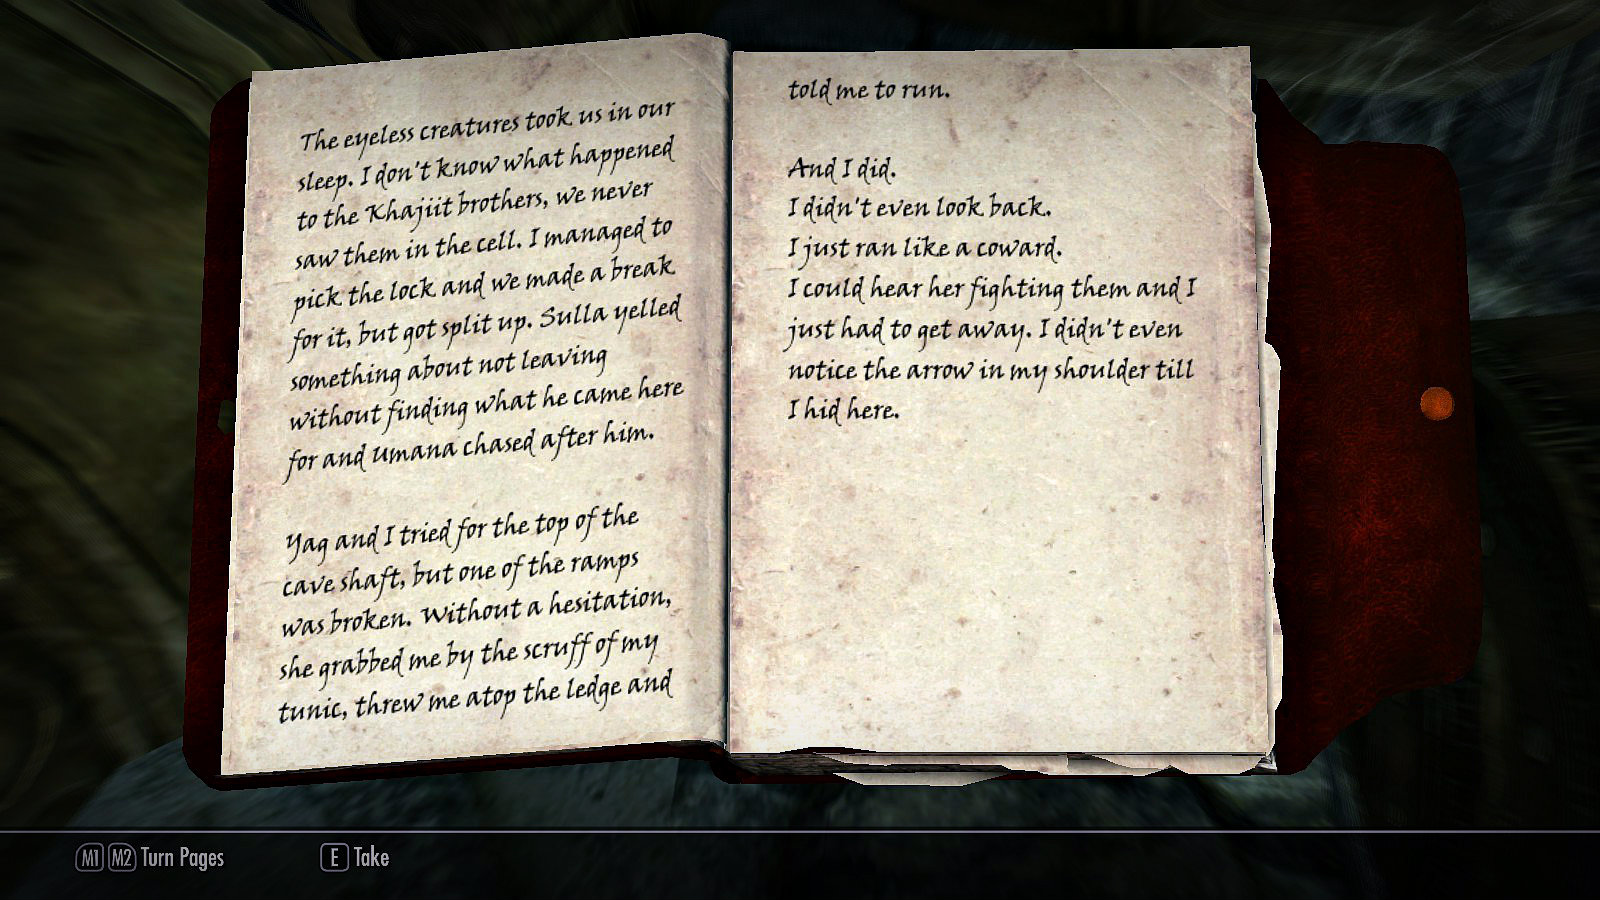 The eyeless creatures took us in our
sleep. I don't know what happened
to the Khajiit brothers, we never
saw them in the cell. I managed to
pick the lock and we made a break
for it, but got split up. Sulla yelled
something about not leaving
without finding what he came here
for and Umana chased after him.
Yag and I tried for the top of the
cave shaft, but one of the ramps
was broken. Without a hesitation,
she grabbed me by the scruff of my
tunic, threw me atop the ledge and
told me to run.
And I did.
I didn't even look back.
I just ran like a coward.
I could hear her fighting them and I
just had to get away. I didn't even
notice the arrow in my shoulder till
I hid here.
M1 M2 Turn Pages
E Take